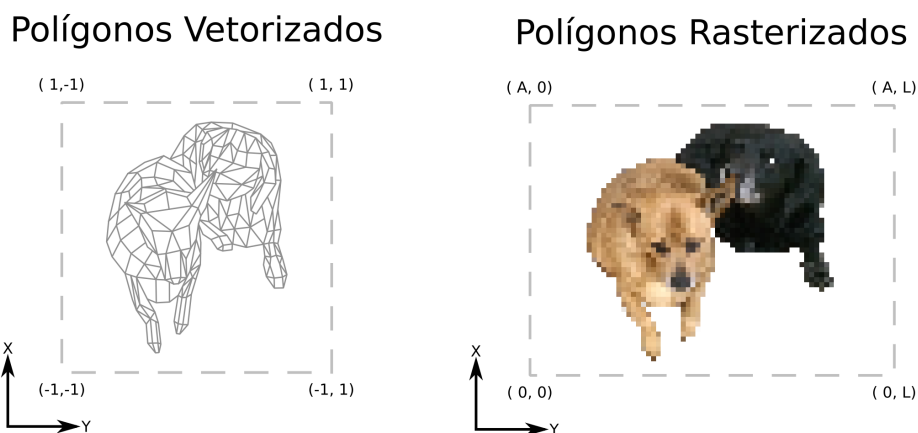 Polígonos Vetorizados
( 1,-1)
( 1, 1)
(-1,-1)
(-1, 1)
X
Y
Polígonos Rasterizados
( A, 0)
( A, L)
( 0, 0)
( 0, L)
X
Y